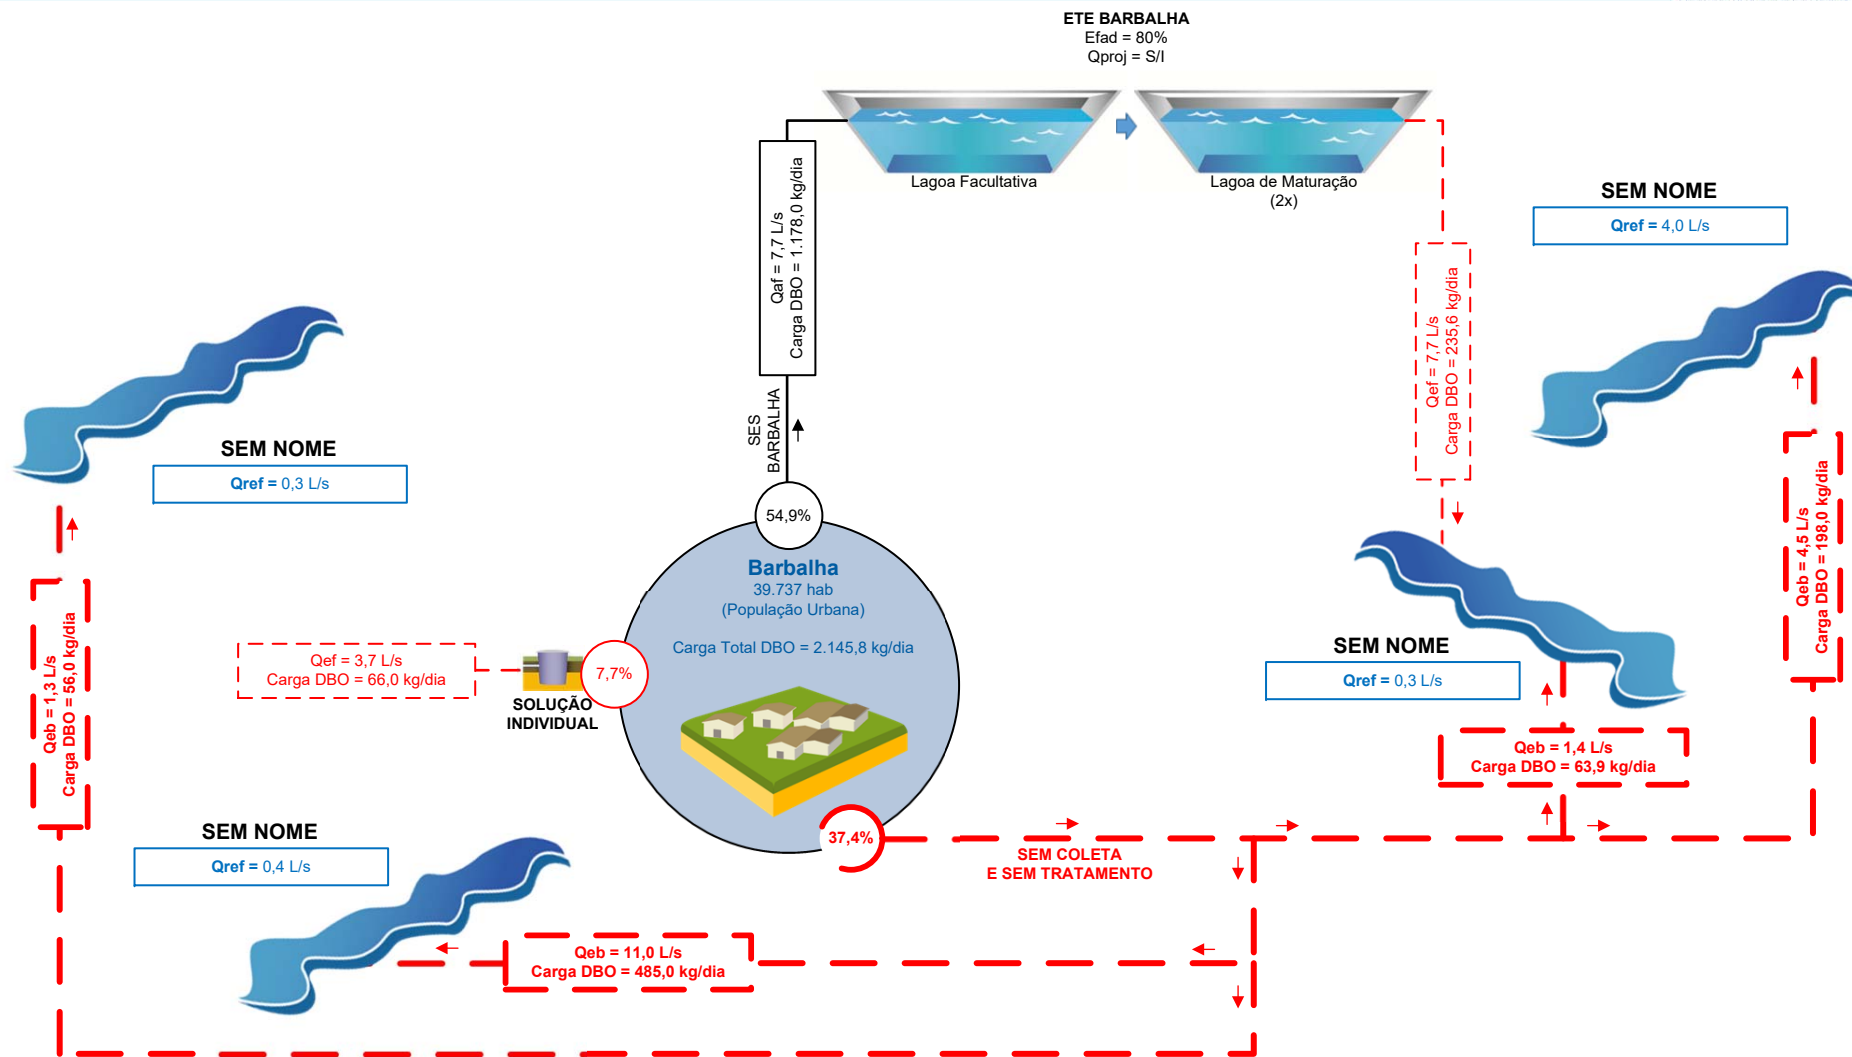 ETE BARBALHA
Efad = 80%
Qproj = S/I
Lagoa Facultativa
Lagoa de Maturação
(2x)
Qaf = 7,7 L/s
Carga DBO = 1.178,0 kg/dia
SES
BARBALHA
54,9%
Qef = 7,7 L/s
Carga DBO = 235,6 kg/dia
SEM NOME
Qref = 4,0 L/s
Qeb = 4,5 L/s
Carga DBO = 198,0 kg/dia
SEM NOME
Qref = 0,3 L/s
Qeb = 1,3 L/s
Carga DBO = 56,0 kg/dia
Barbalha
39.737 hab
(População Urbana)
Carga Total DBO = 2.145,8 kg/dia
Qef = 3,7 L/s
Carga DBO = 66,0 kg/dia
7,7%
SOLUÇÃO
INDIVIDUAL
SEM NOME
Qref = 0,3 L/s
Qeb = 1,4 L/s
Carga DBO = 63,9 kg/dia
37,4%
SEM COLETA
E SEM TRATAMENTO
SEM NOME
Qref = 0,4 L/s
Qeb = 11,0 L/s
Carga DBO = 485,0 kg/dia